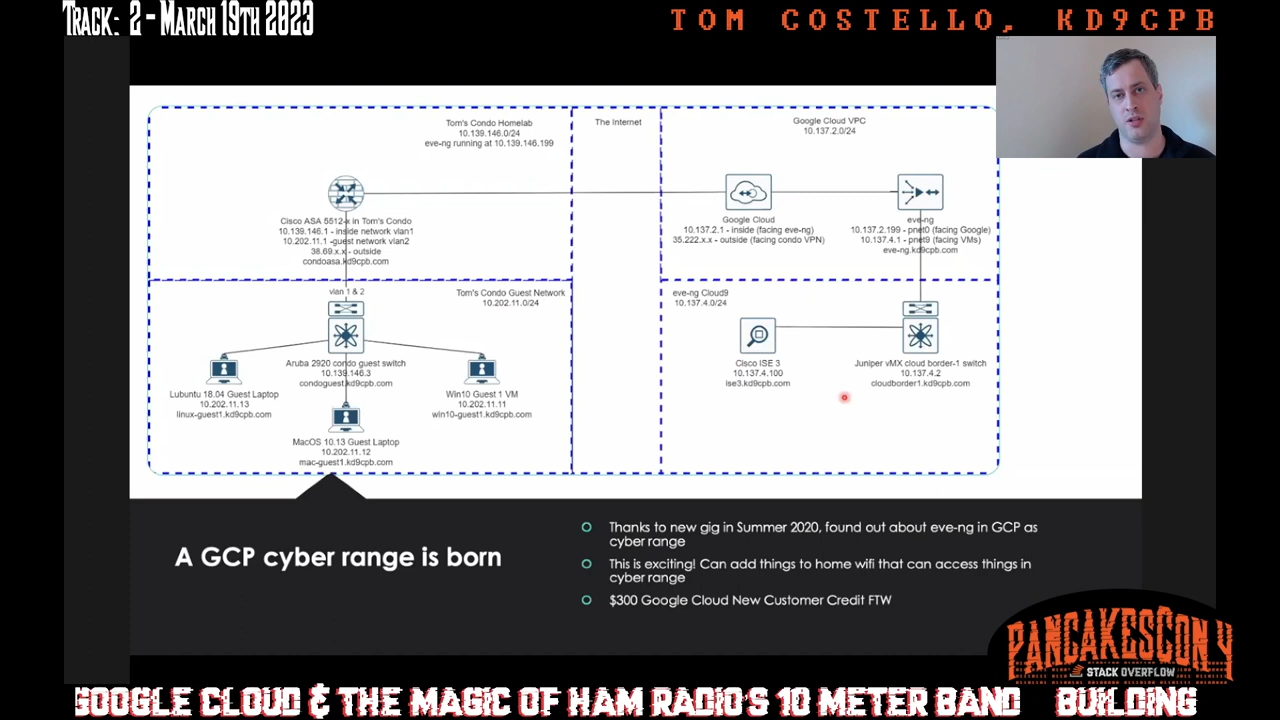 TRACK: 2 - MARCH 19TH 2023
TOM COSTELLO, KD9CPB
Tom's Condo Homelab
10.139.146.0/24
eve-ng running at 10.139.146.199
The Internet
Google Cloud VPC
10.137.2.0/24
Cisco ASA 5512-x in Tom's Condo
10.139.146.1 - inside network vlan1
10.202.11.1 -guest network vlan2
38.69.x.x - outside
condoasa.kd9cpb.com
Google Cloud
10.137.2.1 - inside (facing eve-ng)
35.222.x.x - outside (facing condo VPN)
eve-ng
10.137.2.199 - pnet0 (facing Google)
10.137.4.1 - pnet9 (facing VMs)
eve-ng.kd9cpb.com
vlan 1 & 2
Tom's Condo Guest Network
10.202.11.0/24
eve-ng Cloud9
10.137.4.0/24
Aruba 2920 condo guest switch
10.139.146.3
condoguest.kd9cpb.com
Lubuntu 18.04 Guest Laptop
10.202.11.13
linux-guest1.kd9cpb.com
Win10 Guest 1 VM
10.202.11.11
win10-guest1.kd9cpb.com
MacOS 10.13 Guest Laptop
10.202.11.12
mac-guest1.kd9cpb.com
Cisco ISE 3
10.137.4.100
ise3.kd9cpb.com
Juniper vMX cloud border-1 switch
10.137.4.2
cloudborder1.kd9cpb.com
A GCP cyber range is born
Thanks to new gig in Summer 2020, found out about eve-ng in GCP as
cyber range
This is exciting! Can add things to home wifi that can access things in
cyber range
$300 Google Cloud New Customer Credit FTW
PANCAKESCON 4
STACK OVERFLOW
GOOGLE CLOUD & THE MAGIC OF HAM RADIO'S 10 METER BAND BUILDING